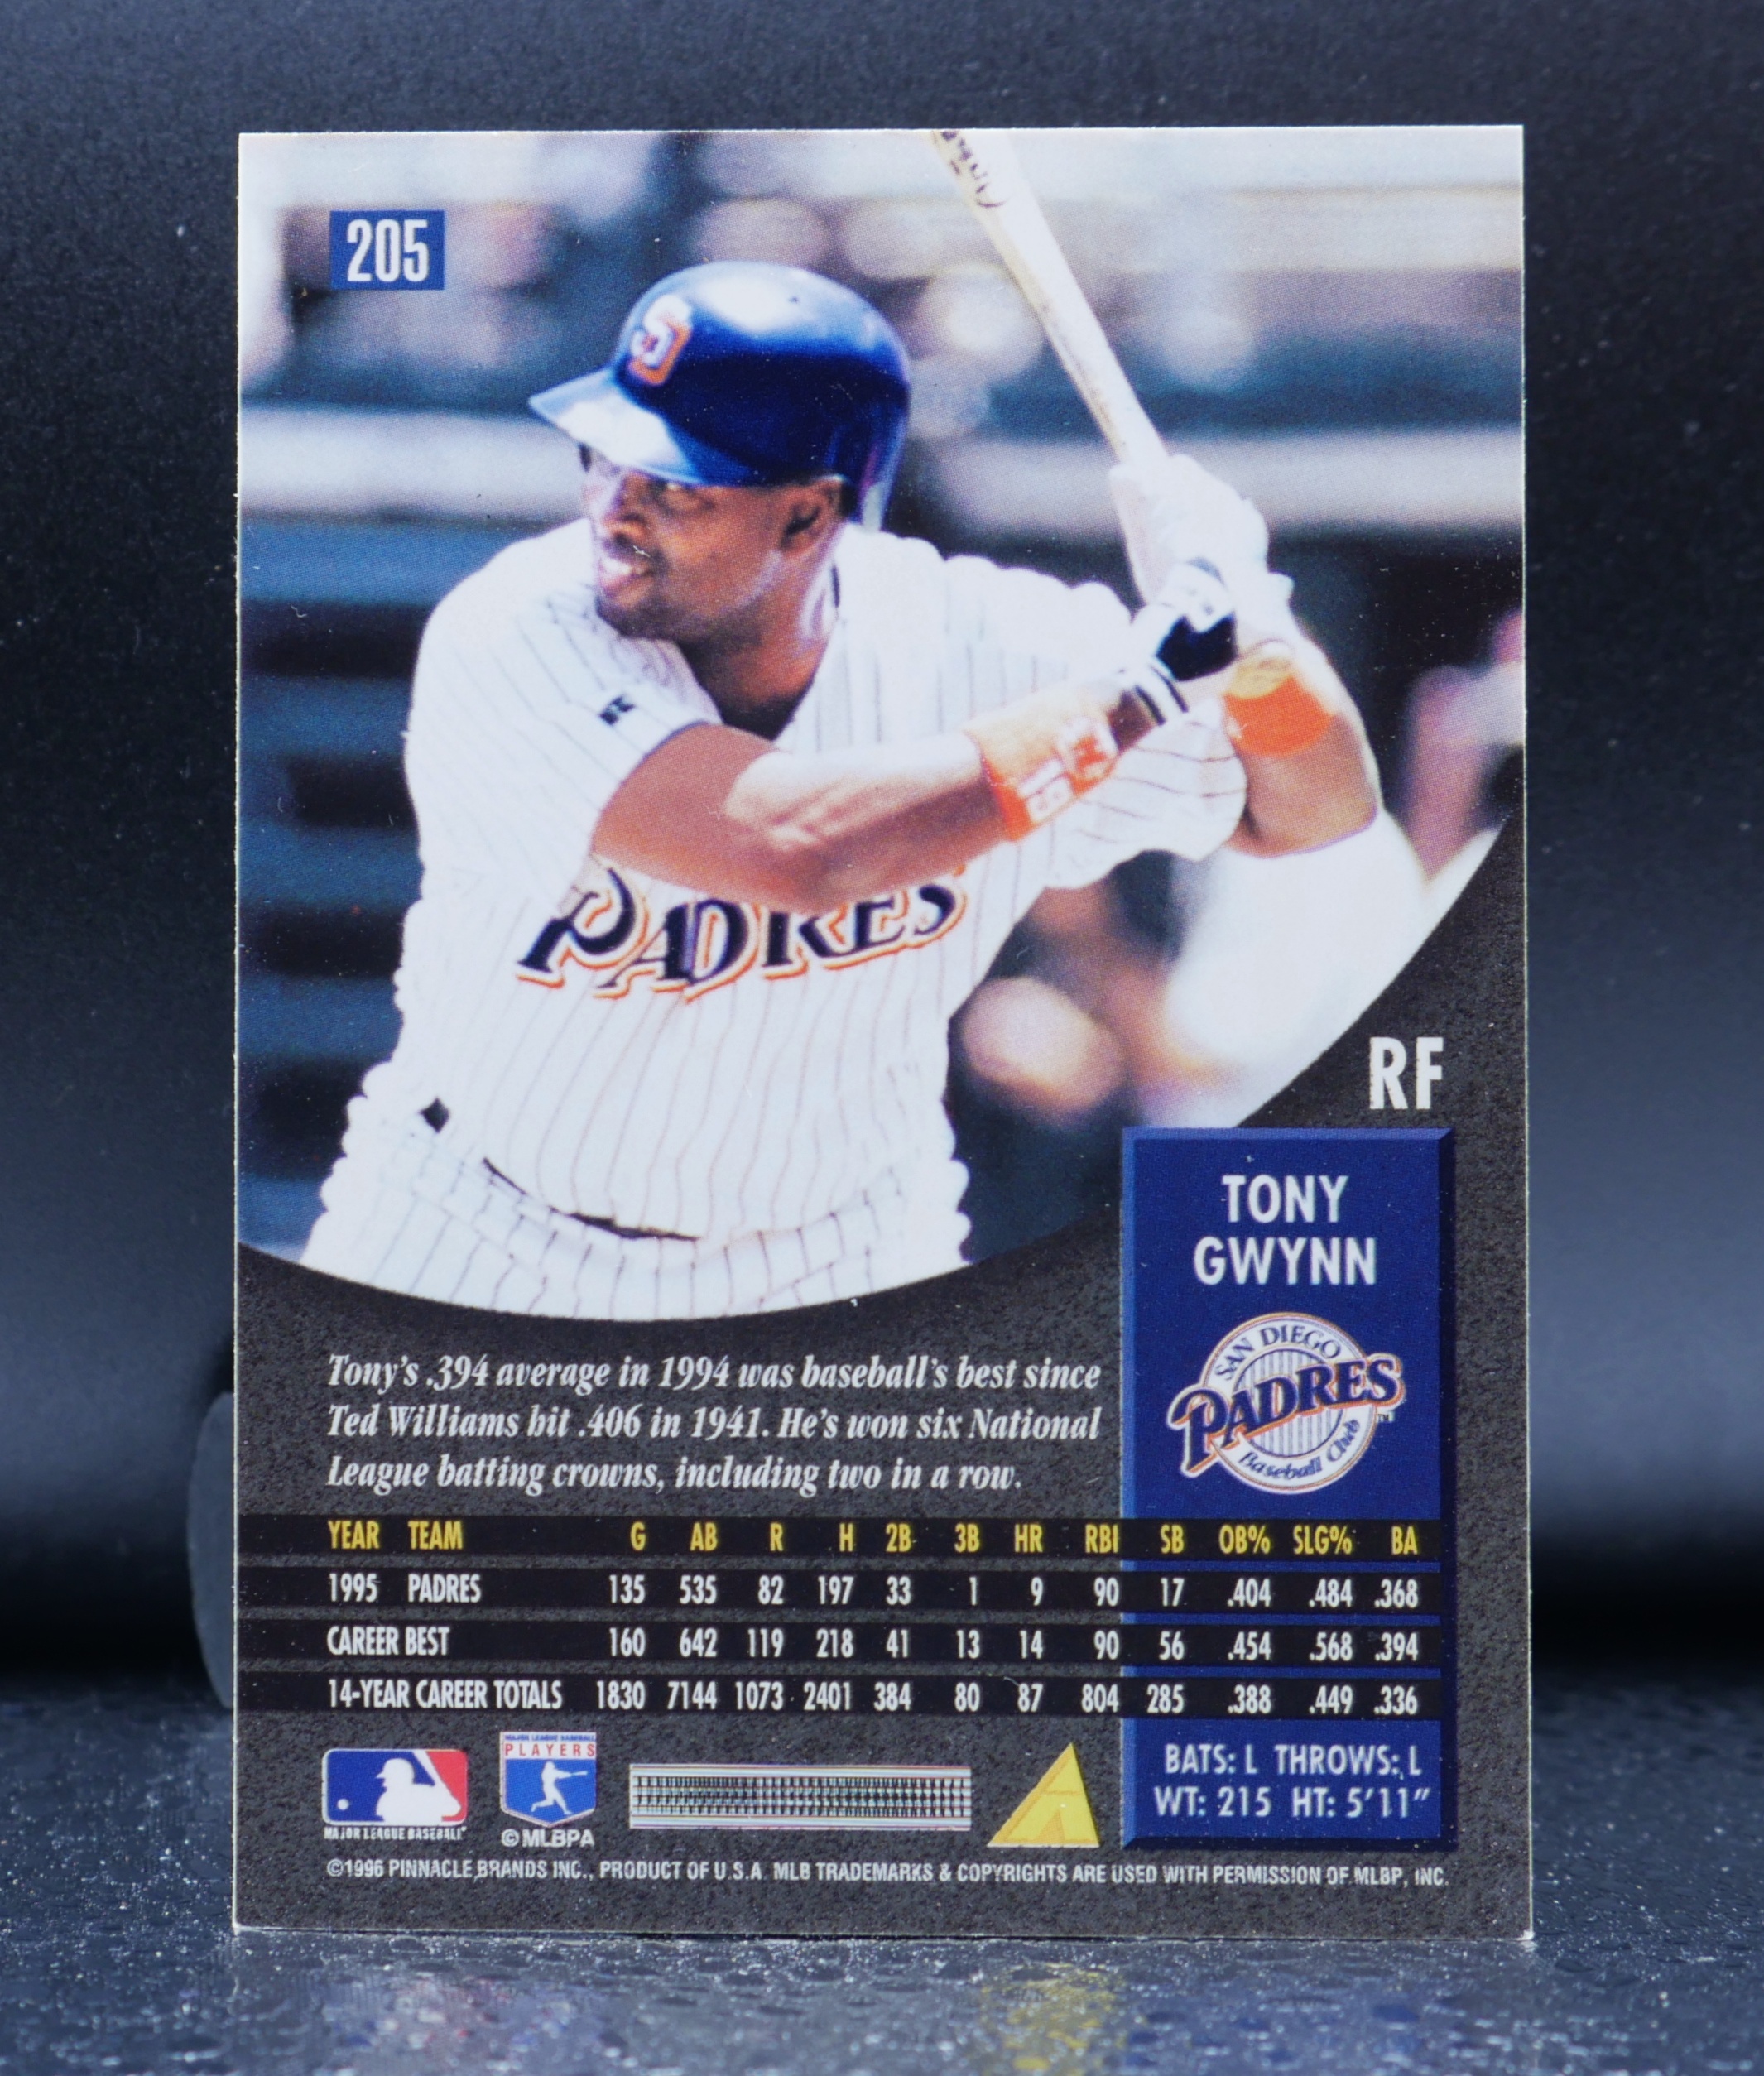 205
PADRES
19
RF
TONY
GWYNN
SAN DIEGO
PADRES
Baseball Club
Tony's .394 average in 1994 was baseball's best since
Ted Williams hit .406 in 1941. He's won six National
League batting crowns, including two in a row.
YEAR TEAM G AB R H 2B 3B HR RBI SB OB% SLG% BA
1995 PADRES 135 535 82 197 33 1 9 90 17 .404 .484 .368
CAREER BEST 160 642 119 218 41 13 14 90 56 .454 .568 .394
14-YEAR CAREER TOTALS 1830 7144 1073 2401 384 80 87 804 285 .388 .449 .336
BATS: L THROWS: L
WT: 215 HT: 5'11"
MAJOR LEAGUE BASEBALL
PLAYERS
MAJOR LEAGUE BASEBALL
©MLBPA
©1996 PINNACLE BRANDS INC., PRODUCT OF U.S.A. MLB TRADEMARKS & COPYRIGHTS ARE USED WITH PERMISSION OF MLBP, INC.